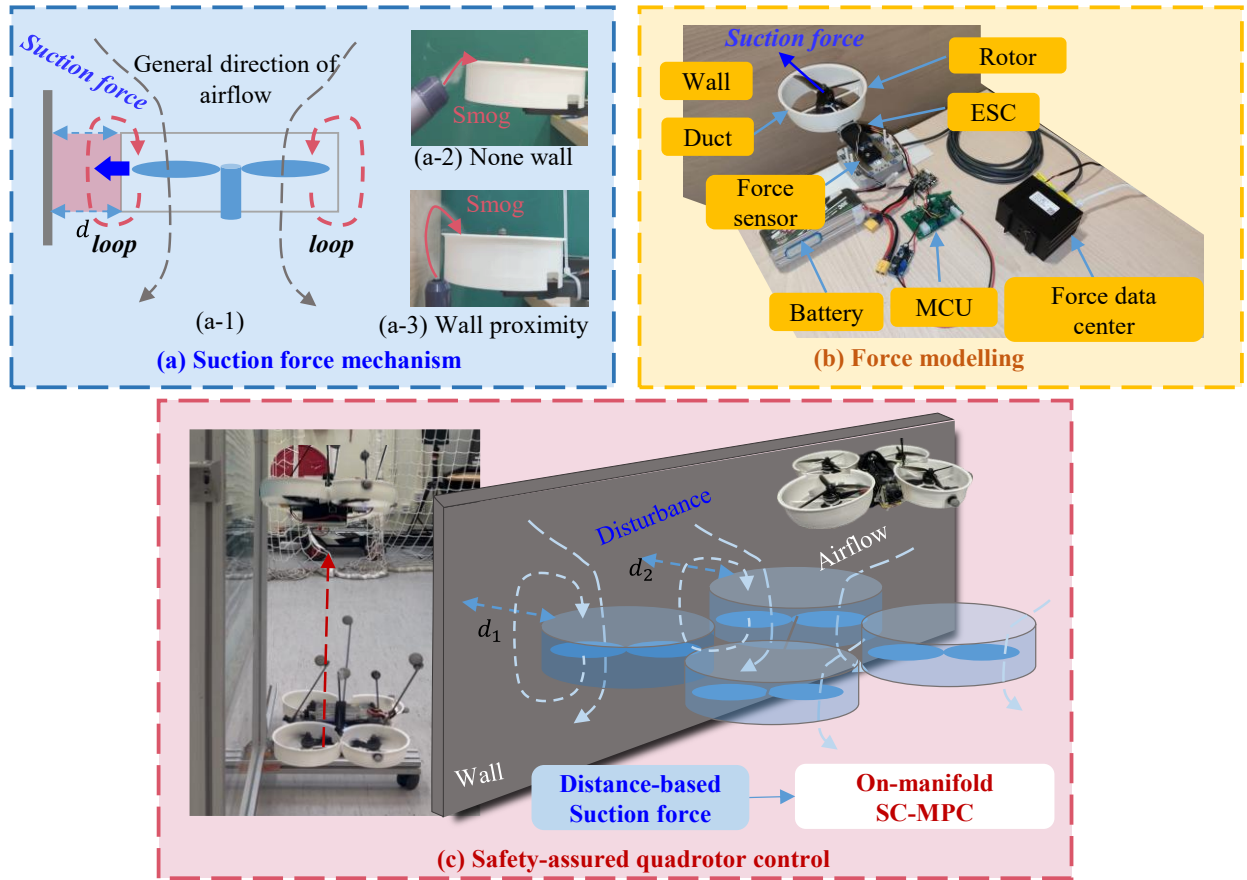 Suction force
General direction of
airflow
d
loop
loop
(a-1)
Smog
(a-2) None wall
Smog
(a-3) Wall proximity
(a) Suction force mechanism
Suction force
Wall
Rotor
Duct
ESC
Force
sensor
Battery
MCU
Force data
center
(b) Force modelling
Disturbance
Airflow
d₂
d₁
Wall
Distance-based
Suction force
On-manifold
SC-MPC
(c) Safety-assured quadrotor control